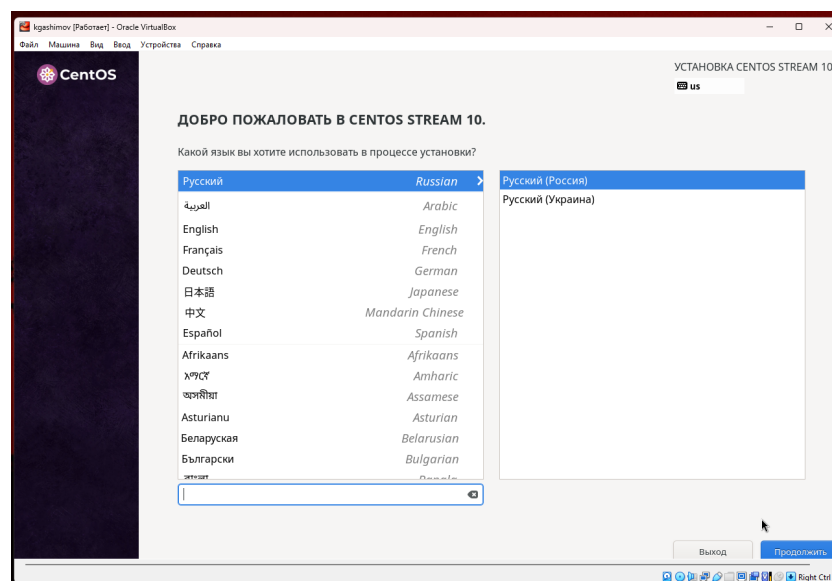 kgashimov [Работает] - Oracle VirtualBox
Файл Машина Вид Ввод Устройства Справка
CentOS
УСТАНОВКА CENTOS STREAM 10
us
ДОБРО ПОЖАЛОВАТЬ В CENTOS STREAM 10.
Какой язык вы хотите использовать в процессе установки?
Русский Russian
العربية Arabic
English English
Français French
Deutsch German
日本語 Japanese
中文 Mandarin Chinese
Español Spanish
Afrikaans Afrikaans
አማርኛ Amharic
অসমীয়া Assamese
Asturianu Asturian
Беларуская Belarusian
Български Bulgarian
বাংলা Bangla
Русский (Россия)
Русский (Украина)
Выход
Продолжить
Right Ctrl